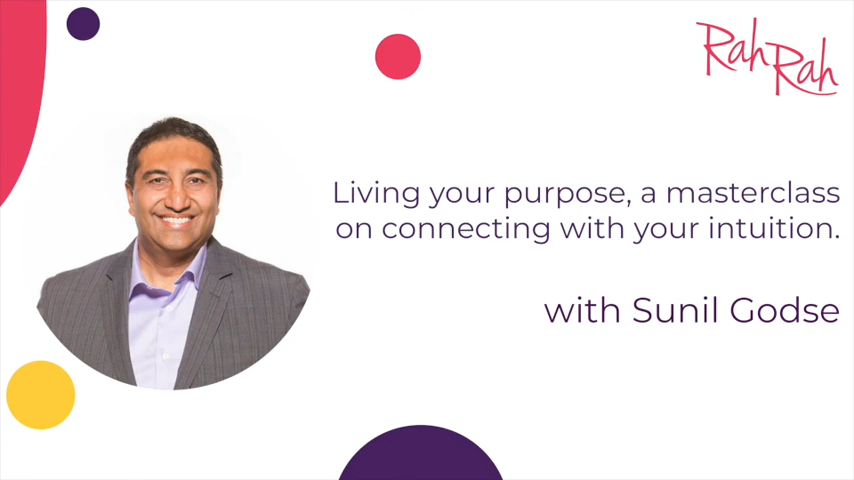 Rah Rah
Living your purpose, a masterclass
on connecting with your intuition.
with Sunil Godse